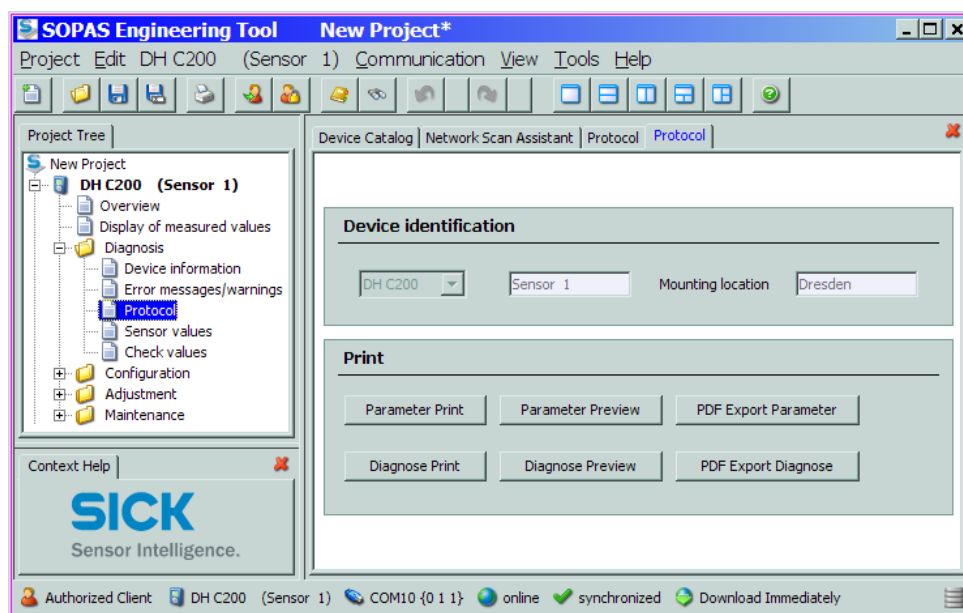 SOPAS Engineering Tool New Project*
Project Edit DH C200 (Sensor 1) Communication View Tools Help
Project Tree
New Project
DH C200 (Sensor 1)
Overview
Display of measured values
Diagnosis
Device information
Error messages/warnings
Protocol
Sensor values
Check values
Configuration
Adjustment
Maintenance
Context Help
SICK
Sensor Intelligence.
Device Catalog Network Scan Assistant Protocol Protocol
Device identification
DH C200 Sensor 1 Mounting location Dresden
Print
Parameter Print Parameter Preview PDF Export Parameter
Diagnose Print Diagnose Preview PDF Export Diagnose
Authorized Client DH C200 (Sensor 1) COM10 {0 1 1} online synchronized Download Immediately